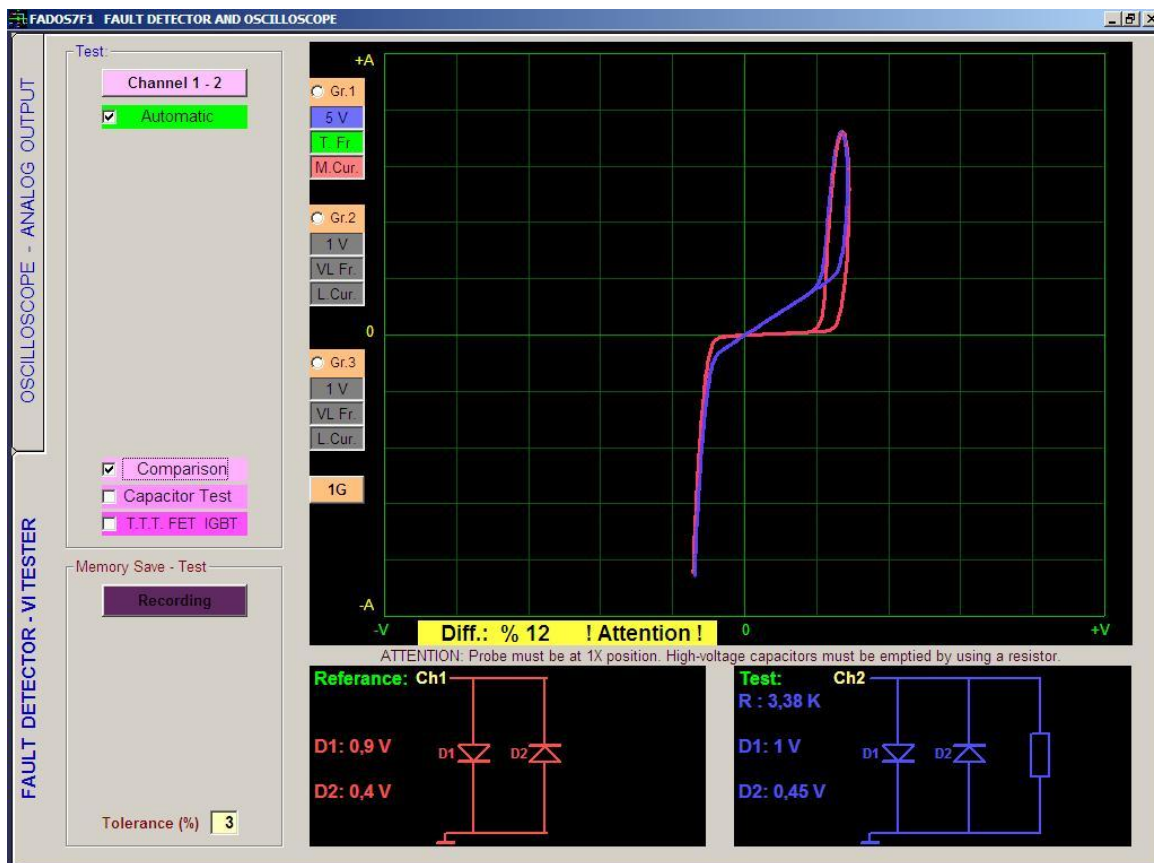 FADOS7F1 FAULT DETECTOR AND OSCILLOSCOPE
OSCILLOSCOPE - ANALOG OUTPUT
FAULT DETECTOR - VI TESTER
Test:
Channel 1 - 2
Automatic
Comparison
Capacitor Test
T.T.T. FET IGBT
Memory Save - Test
Recording
Tolerance (%) 3
+A
Gr.1
5 V
T. Fr.
M.Cur.
Gr.2
1 V
VL Fr.
L.Cur.
0
Gr.3
1 V
VL Fr.
L.Cur.
1G
-A
-V
0
+V
Diff.: % 12 ! Attention !
ATTENTION: Probe must be at 1X position. High-voltage capacitors must be emptied by using a resistor.
Referance: Ch1
D1: 0,9 V
D1
D2
D2: 0,4 V
Test: Ch2
R : 3,38 K
D1: 1 V
D1
D2
D2: 0,45 V